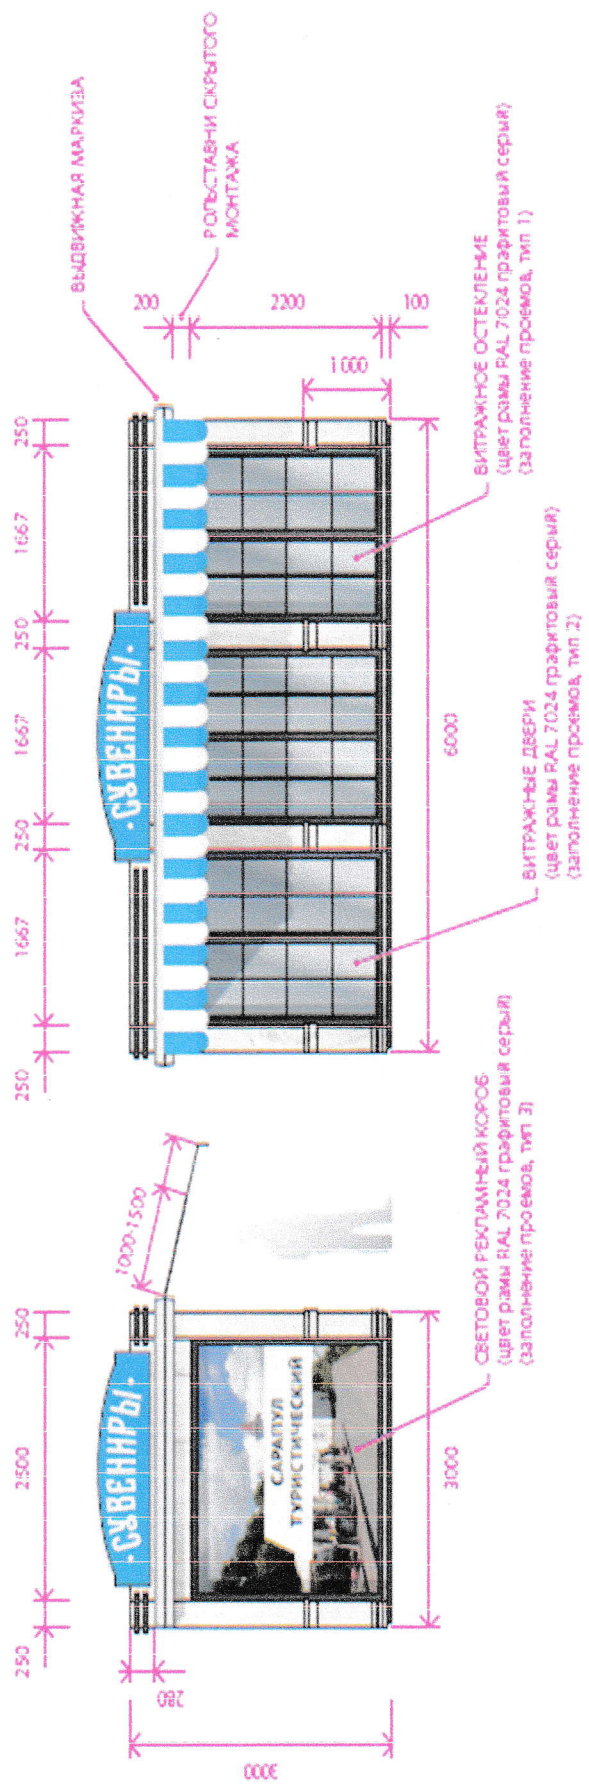 ВЫДВИЖНАЯ МАРКИЗА
РОЛЬСТАВНИ СКРЫТОГО
МОНТАЖА
250
2500
250
250
1667
250
1667
250
1667
250
· СУВЕНИРЫ ·
· СУВЕНИРЫ ·
1000-1500
280
3000
200
2200
100
1000
САРАПУЛ
ТУРИСТИЧЕСКИЙ
3000
6000
СВЕТОВОЙ РЕКЛАМНЫЙ КОРОБ
(цвет рамы RAL 7024 графитовый серый)
(заполнение проемов, тип 3)
ВИТРАЖНЫЕ ДВЕРИ
(цвет рамы RAL 7024 графитовый серый)
(заполнение проемов, тип 2)
ВИТРАЖНОЕ ОСТЕКЛЕНИЕ
(цвет рамы RAL 7024 графитовый серый)
(заполнение проемов, тип 1)